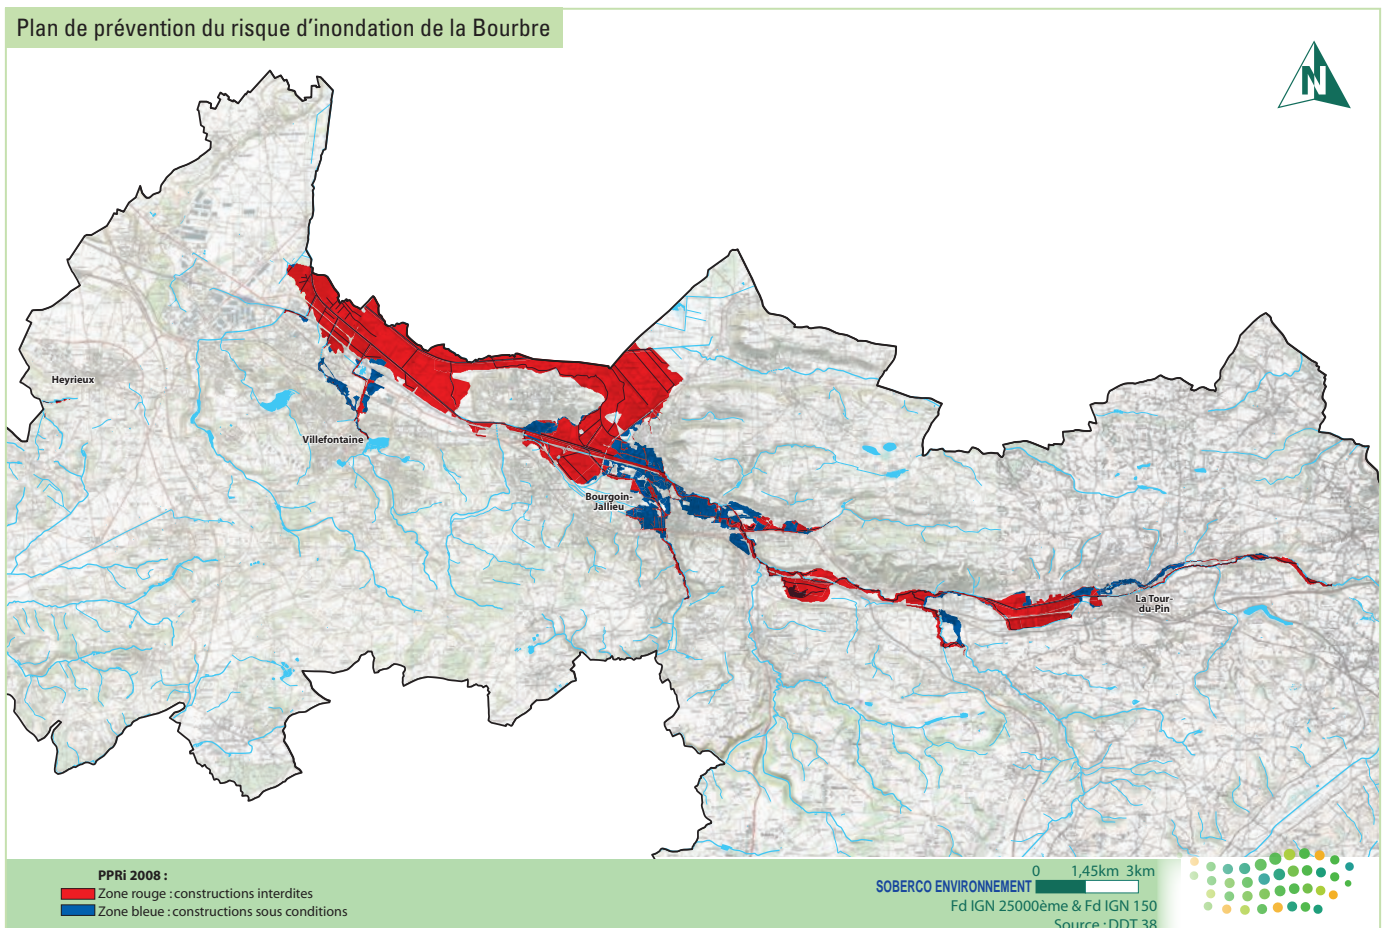 Plan de prévention du risque d'inondation de la Bourbre
N
Heyrieux
Villefontaine
Bourgoin-
Jallieu
La Tour-
du-Pin
PPRi 2008 :
Zone rouge : constructions interdites
Zone bleue : constructions sous conditions
SOBERCO ENVIRONNEMENT
0 1,45km 3km
Fd IGN 25000ème & Fd IGN 150
Source : DDT 38